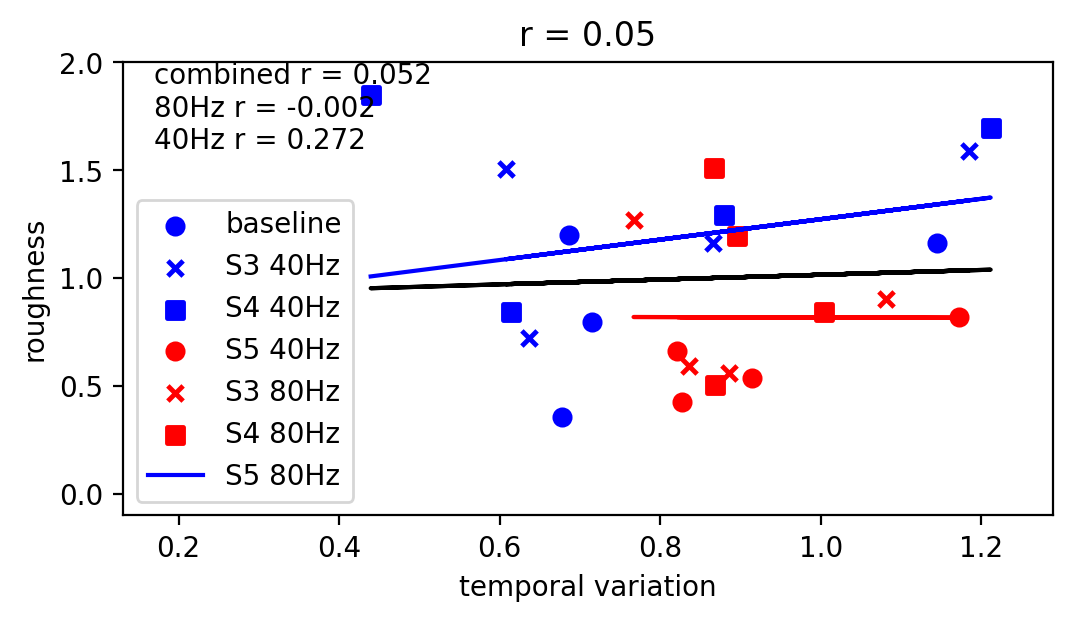 r = 0.05
combined r = 0.052
80Hz r = -0.002
40Hz r = 0.272
baseline
S3 40Hz
S4 40Hz
S5 40Hz
S3 80Hz
S4 80Hz
S5 80Hz
roughness
2.0
1.5
1.0
0.5
0.0
0.2 0.4 0.6 0.8 1.0 1.2
temporal variation